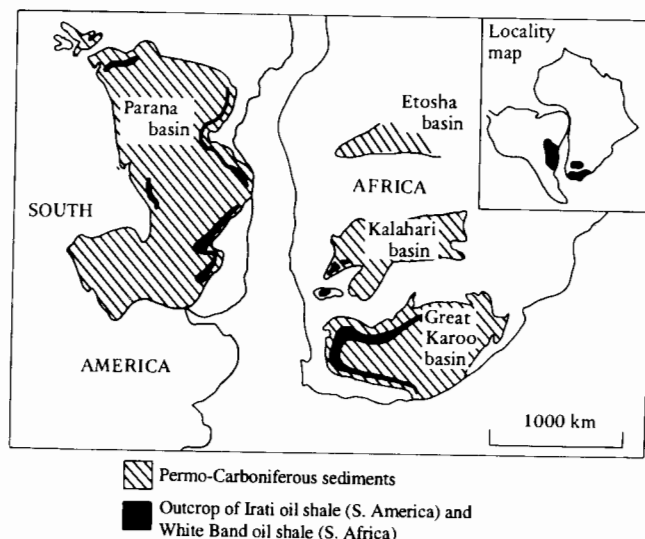 Locality
map
Parana
basin
Etosha
basin
AFRICA
SOUTH
Kalahari
basin
Great
Karoo
basin
AMERICA
1000 km
Permo-Carboniferous sediments
Outcrop of Irati oil shale (S. America) and
White Band oil shale (S. Africa)